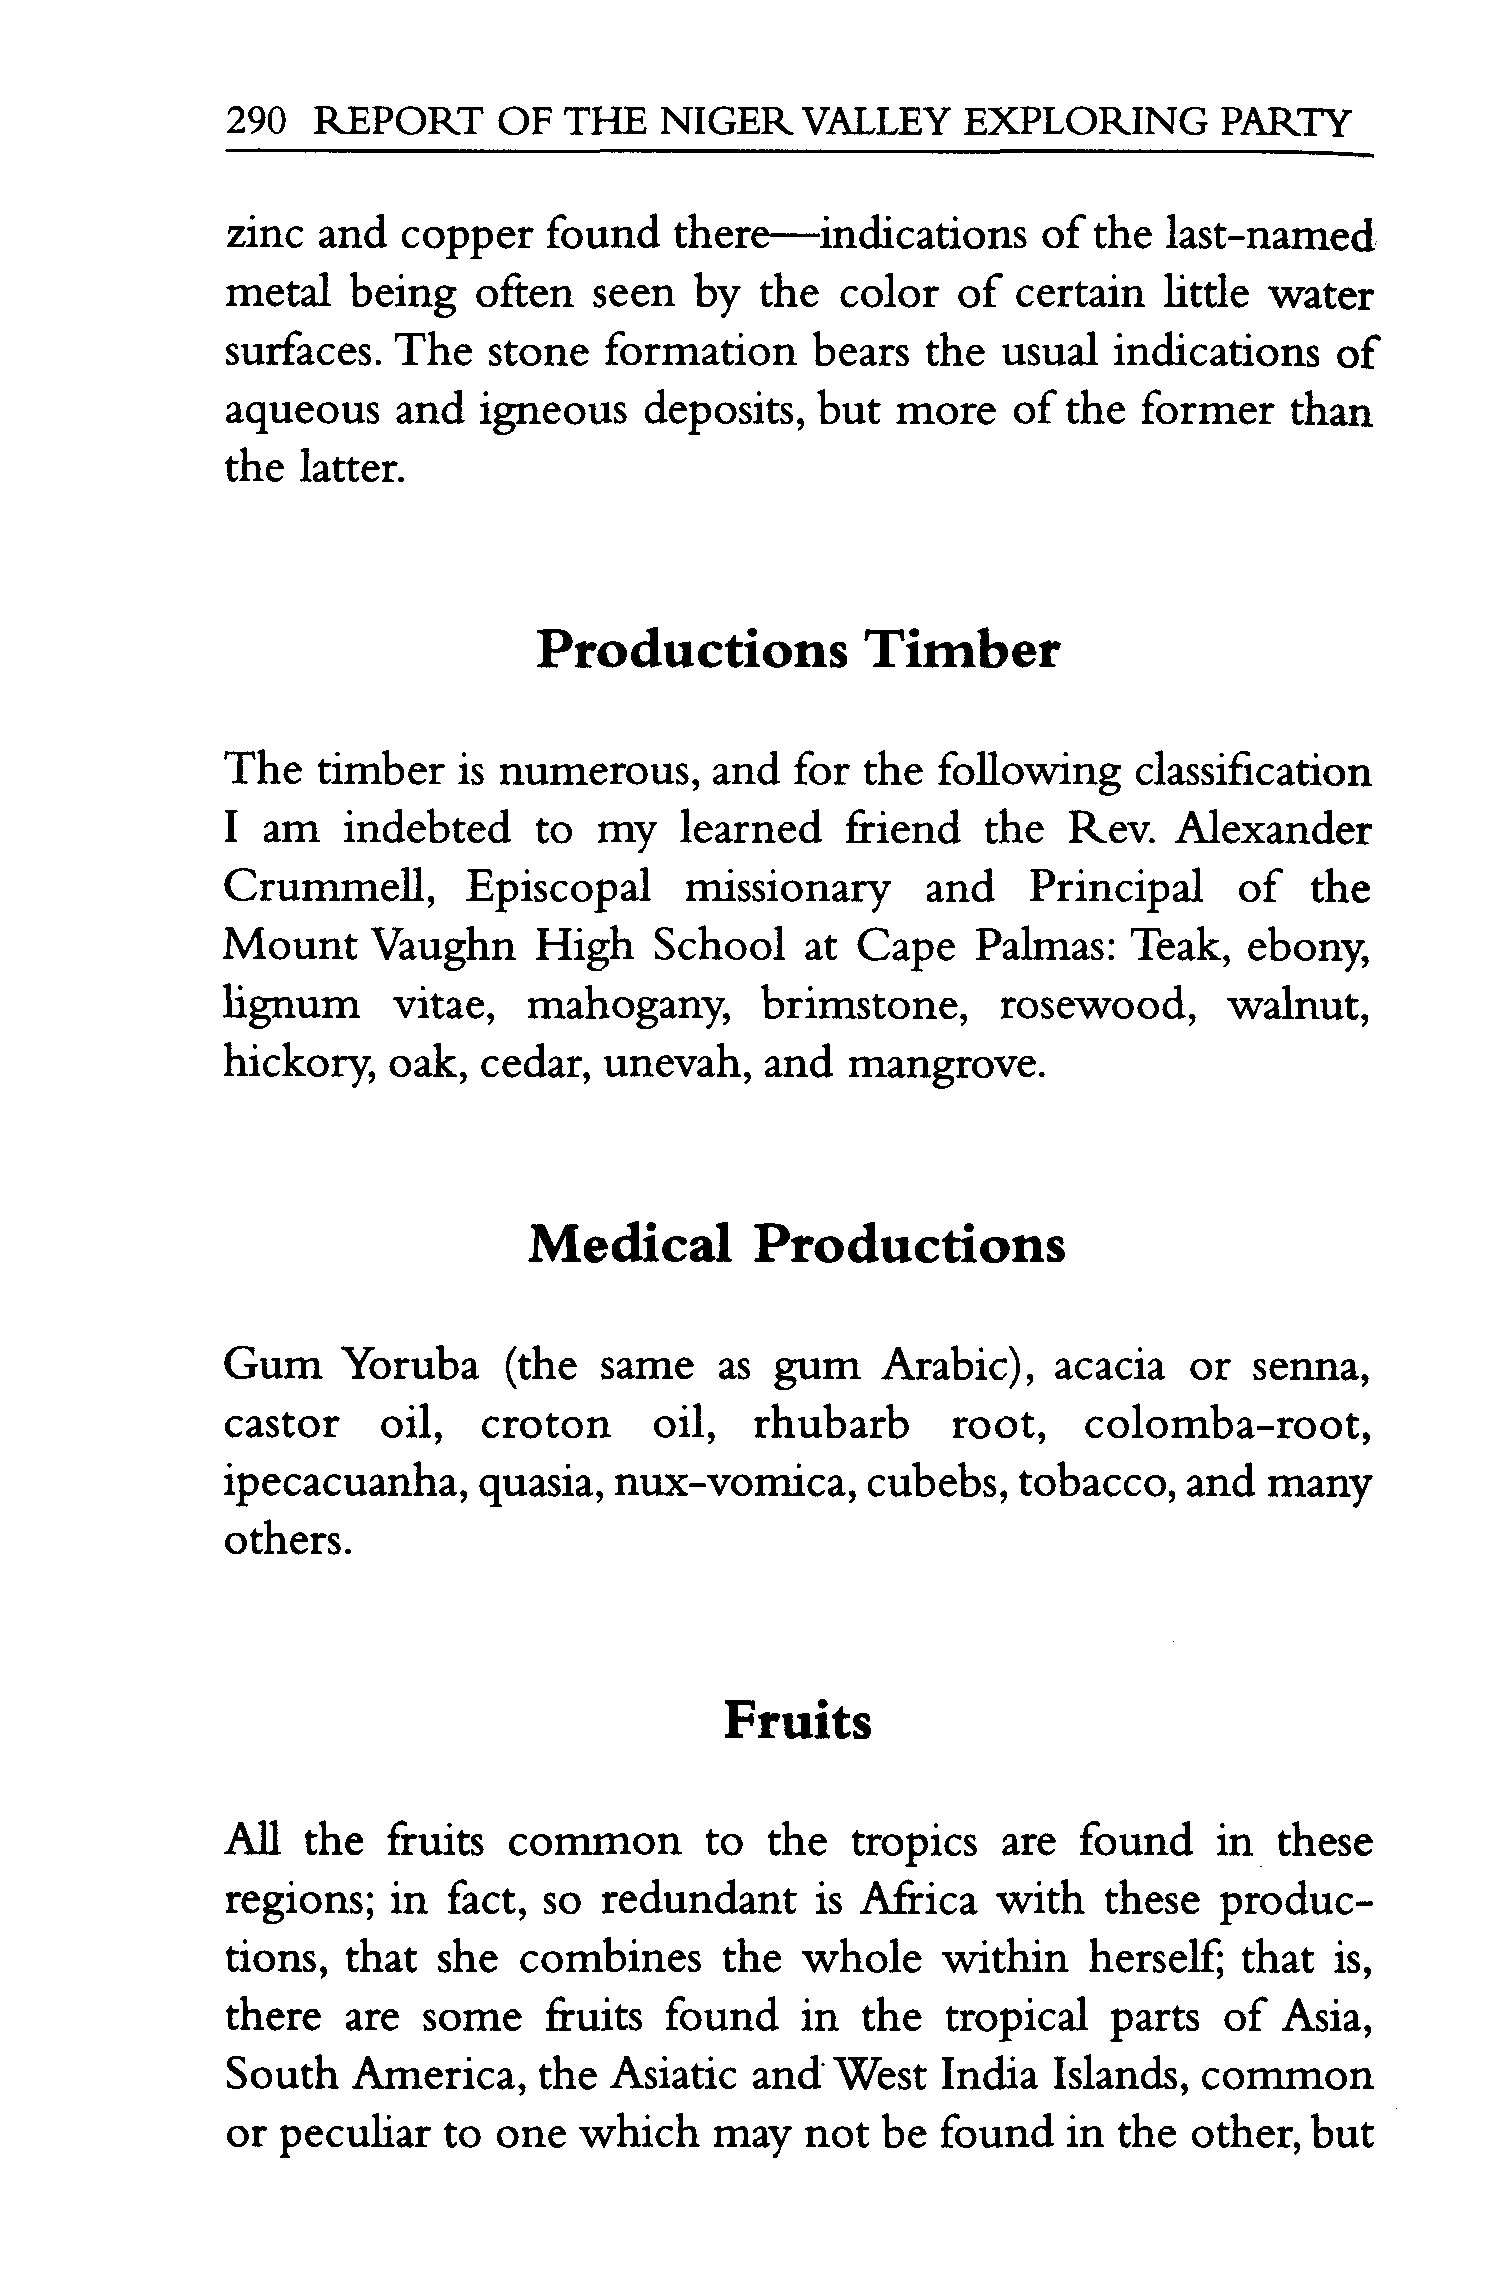 290 REPORT OF THE NIGER VALLEY EXPLORING PARTY
zinc and copper found there—indications of the last-named
metal being often seen by the color of certain little water
surfaces. The stone formation bears the usual indications of
aqueous and igneous deposits, but more of the former than
the latter.
Productions Timber
The timber is numerous, and for the following classification
I am indebted to my learned friend the Rev. Alexander
Crummell, Episcopal missionary and Principal of the
Mount Vaughn High School at Cape Palmas: Teak, ebony,
lignum vitae, mahogany, brimstone, rosewood, walnut,
hickory, oak, cedar, unevah, and mangrove.
Medical Productions
Gum Yoruba (the same as gum Arabic), acacia or senna,
castor oil, croton oil, rhubarb root, colomba-root,
ipecacuanha, quasia, nux-vomica, cubebs, tobacco, and many
others.
Fruits
All the fruits common to the tropics are found in these
regions; in fact, so redundant is Africa with these produc-
tions, that she combines the whole within herself; that is,
there are some fruits found in the tropical parts of Asia,
South America, the Asiatic and West India Islands, common
or peculiar to one which may not be found in the other, but